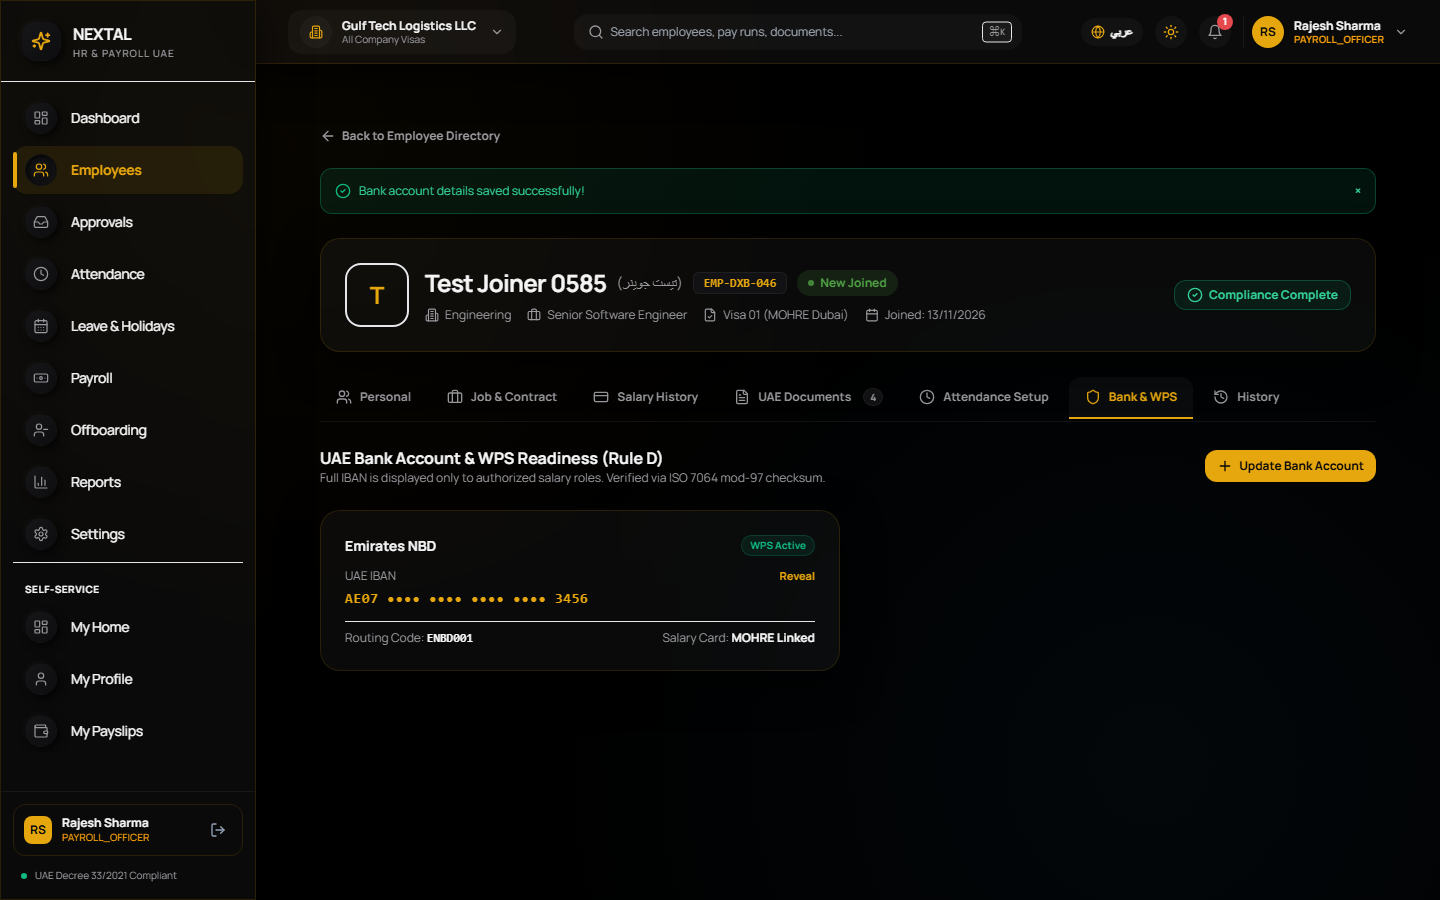 NEXTAL
HR & PAYROLL UAE
Dashboard
Employees
Approvals
Attendance
Leave & Holidays
Payroll
Offboarding
Reports
Settings
SELF-SERVICE
My Home
My Profile
My Payslips
RS
Rajesh Sharma
PAYROLL_OFFICER
UAE Decree 33/2021 Compliant
Gulf Tech Logistics LLC
All Company Visas
Search employees, pay runs, documents...
⌘K
عربي
1
RS
Rajesh Sharma
PAYROLL_OFFICER
Back to Employee Directory
Bank account details saved successfully!
×
T
Test Joiner 0585 (تيست جوينر) EMP-DXB-046 New Joined
Engineering Senior Software Engineer Visa 01 (MOHRE Dubai) Joined: 13/11/2026
Compliance Complete
Personal Job & Contract Salary History UAE Documents 4 Attendance Setup Bank & WPS History
UAE Bank Account & WPS Readiness (Rule D)
Full IBAN is displayed only to authorized salary roles. Verified via ISO 7064 mod-97 checksum.
Update Bank Account
Emirates NBD WPS Active
UAE IBAN Reveal
AE07 •••• •••• •••• •••• 3456
Routing Code: ENBD001 Salary Card: MOHRE Linked